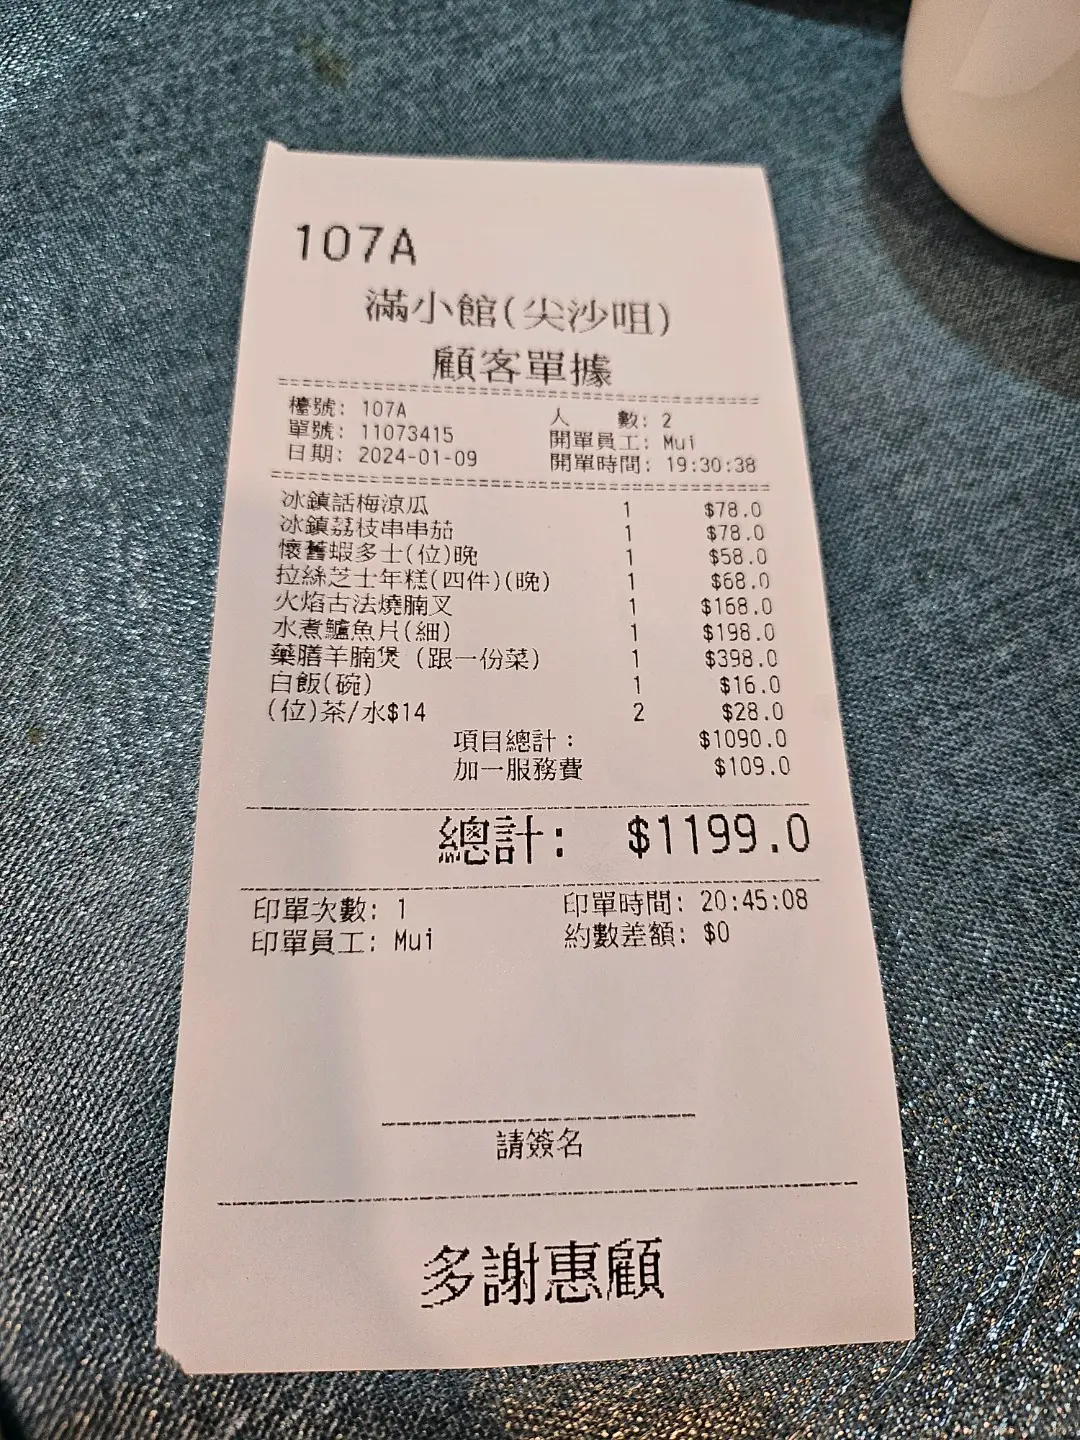 107A
滿小館(尖沙咀)
顧客單據
檯號: 107A 人 數: 2
單號: 11073415 開單員工: Mui
日期: 2024-01-09 開單時間: 19:30:38
冰鎮話梅涼瓜 1 $78.0
冰鎮荔枝串串茄 1 $78.0
懷舊蝦多士(位)晚 1 $58.0
拉絲芝士年糕(四件)(晚) 1 $68.0
火焰古法燒腩叉 1 $168.0
水煮鱸魚片(細) 1 $198.0
藥膳羊腩煲 (跟一份菜) 1 $398.0
白飯(碗) 1 $16.0
(位)茶/水$14 2 $28.0
項目總計: $1090.0
加一服務費 $109.0
總計: $1199.0
印單次數: 1 印單時間: 20:45:08
印單員工: Mui 約數差額: $0
請簽名
多謝惠顧